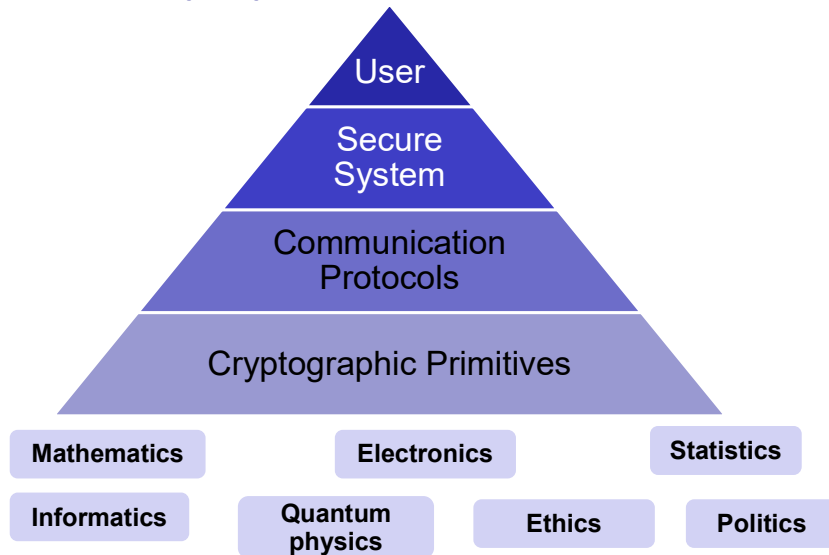 User
Secure
System
Communication
Protocols
Cryptographic Primitives
Mathematics
Electronics
Statistics
Informatics
Quantum
physics
Ethics
Politics